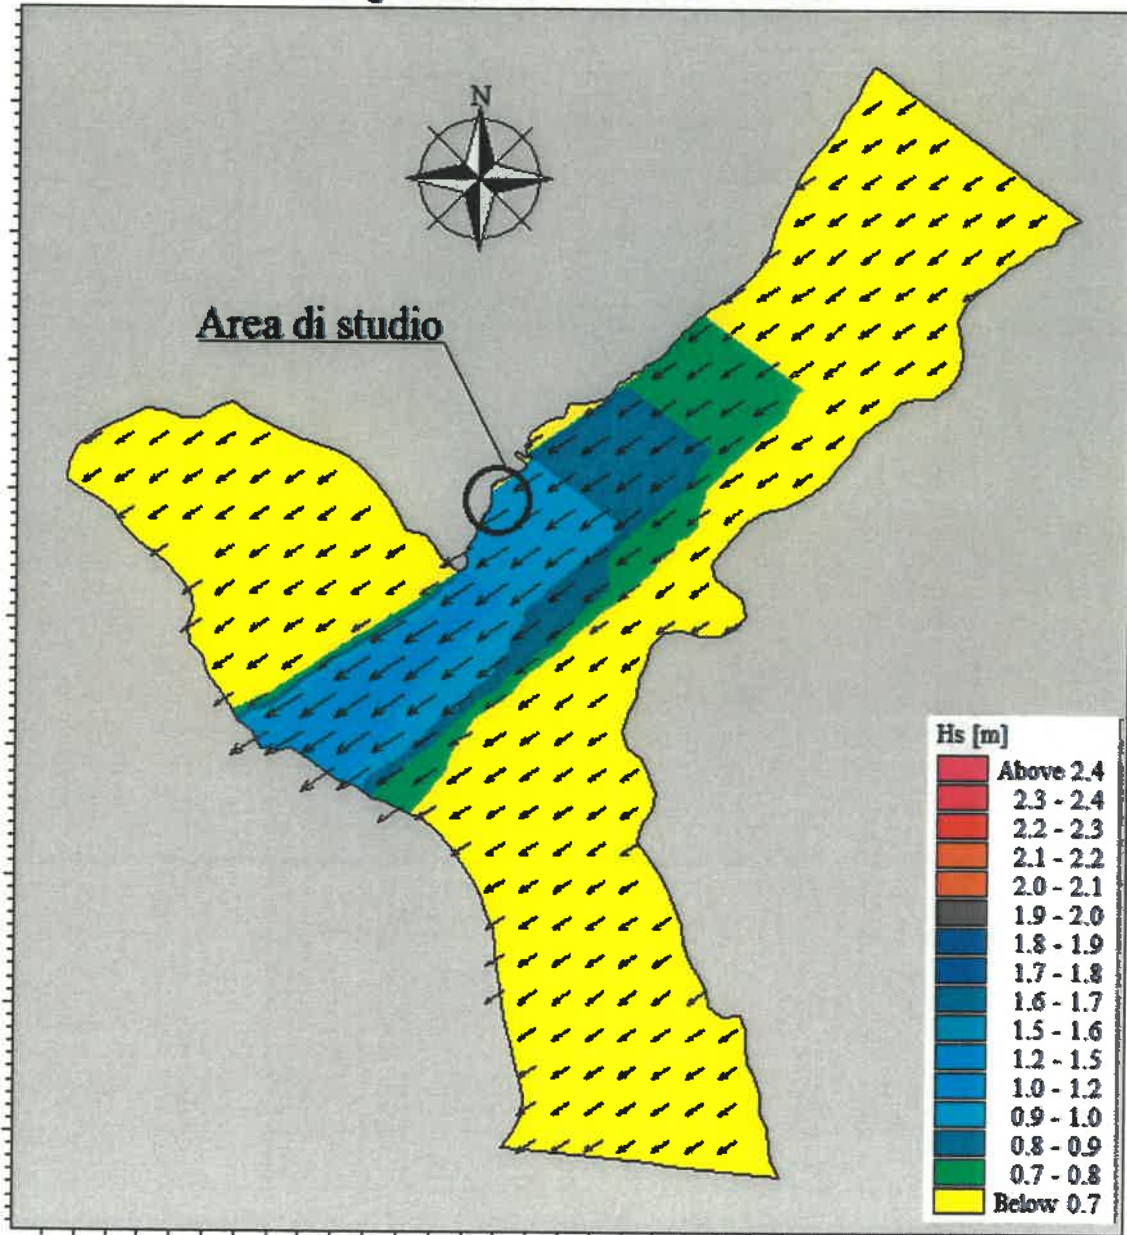 N
Area di studio
Hs [m]
Above 2.4
2.3 - 2.4
2.2 - 2.3
2.1 - 2.2
2.0 - 2.1
1.9 - 2.0
1.8 - 1.9
1.7 - 1.8
1.6 - 1.7
1.5 - 1.6
1.2 - 1.5
1.0 - 1.2
0.9 - 1.0
0.8 - 0.9
0.7 - 0.8
Below 0.7